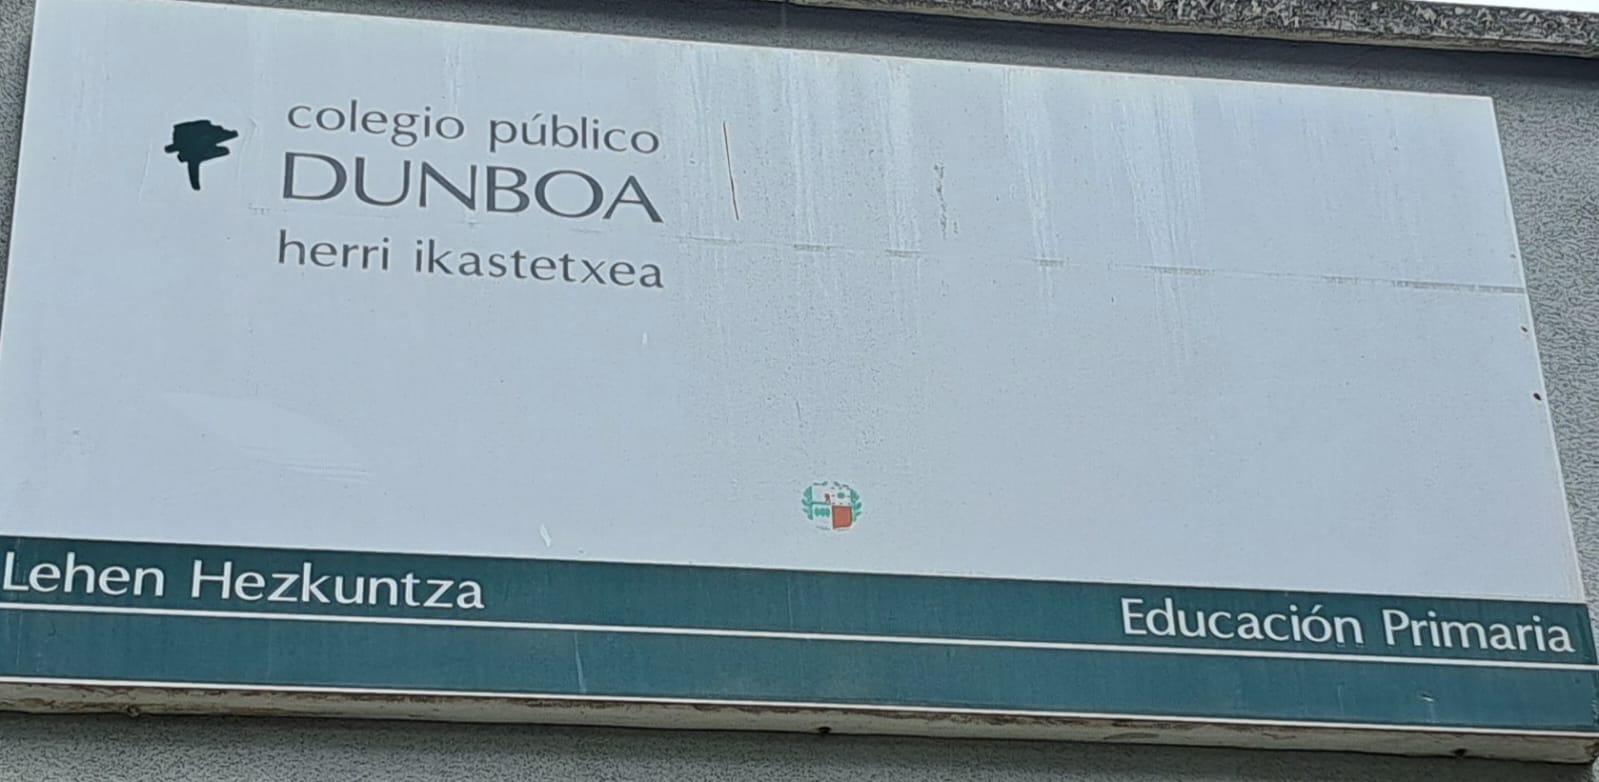 colegio público
DUNBOA
herri ikastetxea
Lehen Hezkuntza
Educación Primaria